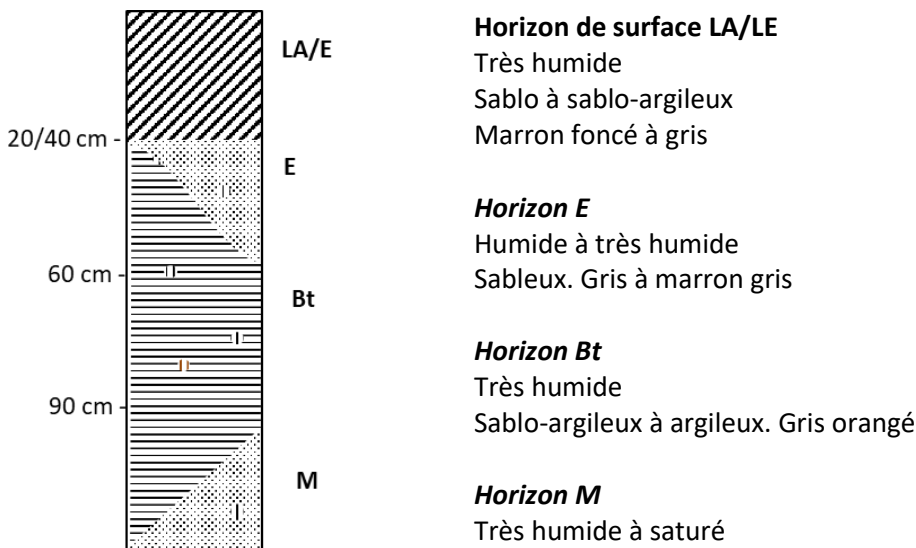 LA/E
20/40 cm -
E
60 cm -
Bt
90 cm -
M
Horizon de surface LA/LE
Très humide
Sablo à sablo-argileux
Marron foncé à gris
Horizon E
Humide à très humide
Sableux. Gris à marron gris
Horizon Bt
Très humide
Sablo-argileux à argileux. Gris orangé
Horizon M
Très humide à saturé